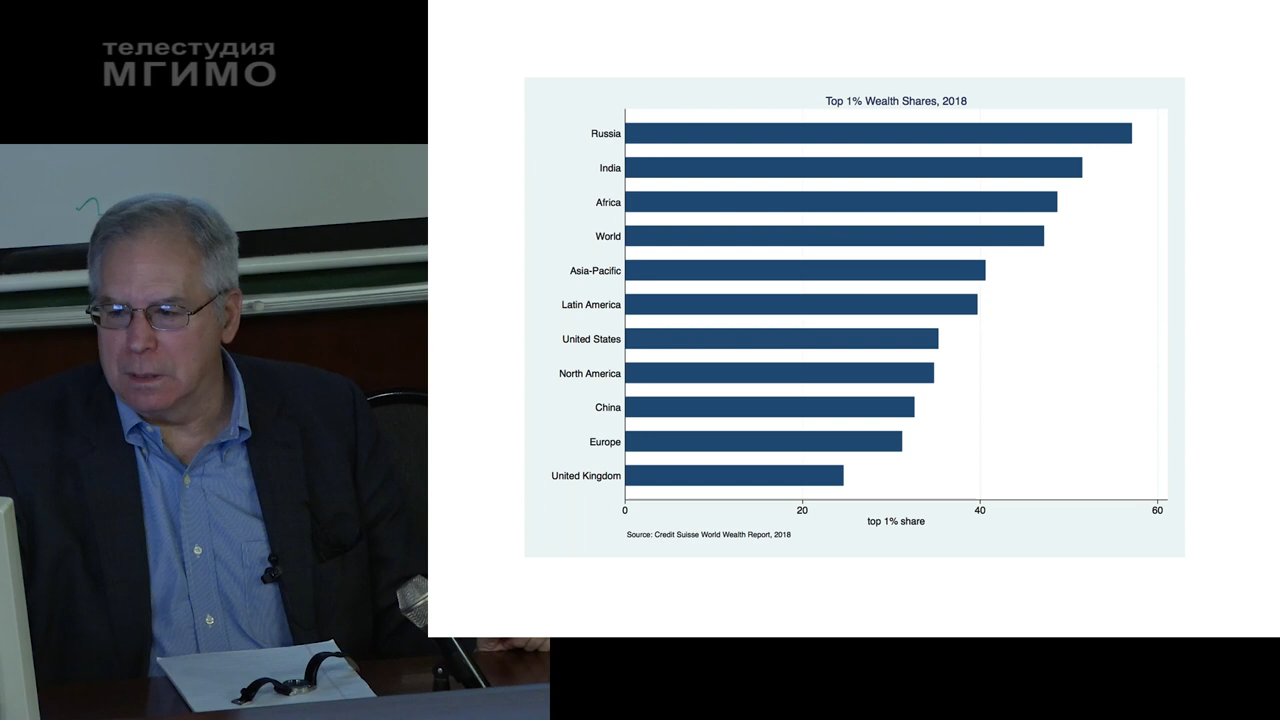 телестудия
МГИМО
Top 1% Wealth Shares, 2018
Russia
India
Africa
World
Asia-Pacific
Latin America
United States
North America
China
Europe
United Kingdom
0 20 40 60
top 1% share
Source: Credit Suisse World Wealth Report, 2018